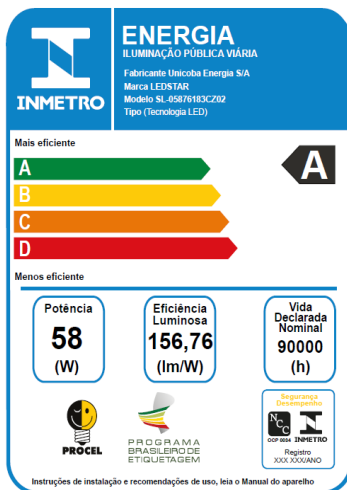 ENERGIA
ILUMINAÇÃO PÚBLICA VIÁRIA
Fabricante Unicoba Energia S/A
Marca LEDSTAR
Modelo SL-05876183CZ02
Tipo (Tecnologia LED)
INMETRO
Mais eficiente
A
A
B
C
D
Menos eficiente
Potência
58
(W)
Eficiência
Luminosa
156,76
(lm/W)
Vida
Declarada
Nominal
90000
(h)
PROCEL
PROGRAMA
BRASILEIRO DE
ETIQUETAGEM
Segurança
Desempenho
NCC
OCP 0034 INMETRO
Registro
XXX XXX/ANO
Instruções de instalação e recomendações de uso, leia o Manual do aparelho